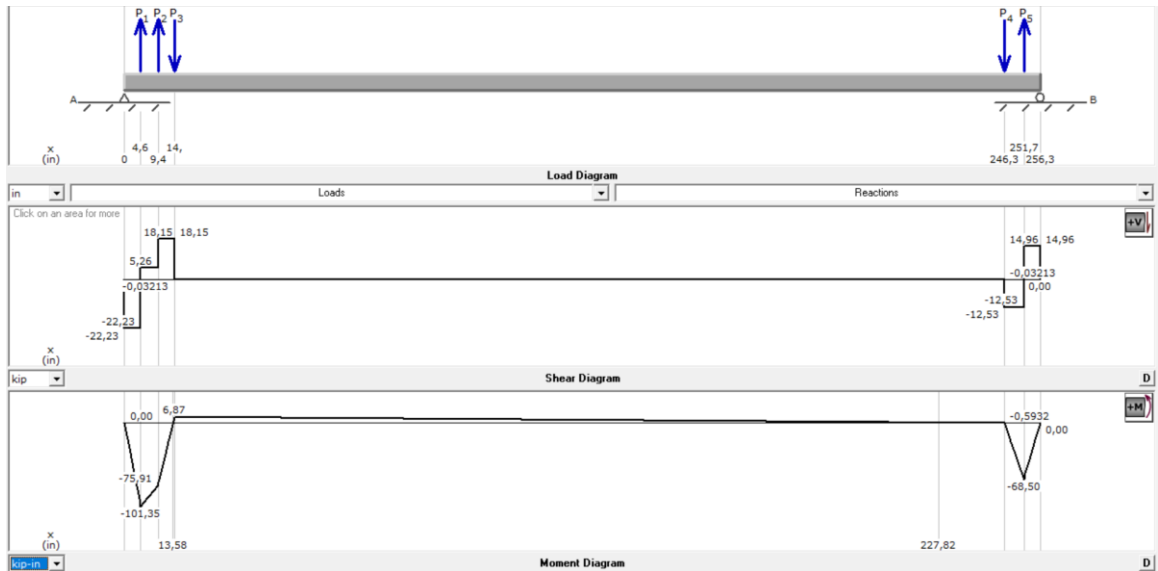 P1 P2 P3 P4 P5
A B
x 4,6 14, 251,7
(in) 0 9,4 246,3 256,3
Load Diagram
in Loads Reactions
Click on an area for more +V
18,15 18,15 14,96 14,96
5,26
-0,03213 -0,03213
0,00
-22,23 -12,53
-22,23 -12,53
x
(in)
kip Shear Diagram D
0,00 6,87 -0,5932 +M
0,00
-75,91 -68,50
-101,35
x
(in) 13,58 227,82
kip-in Moment Diagram D